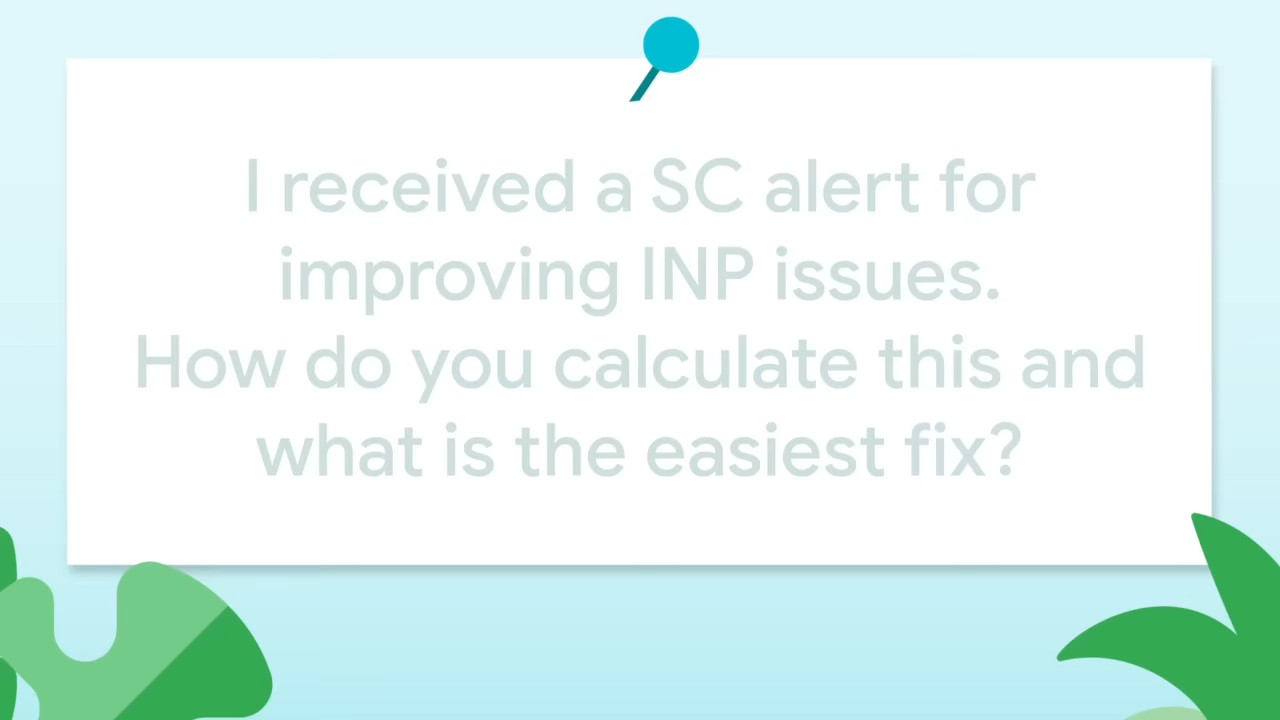 I received a SC alert for
improving INP issues.
How do you calculate this and
what is the easiest fix?